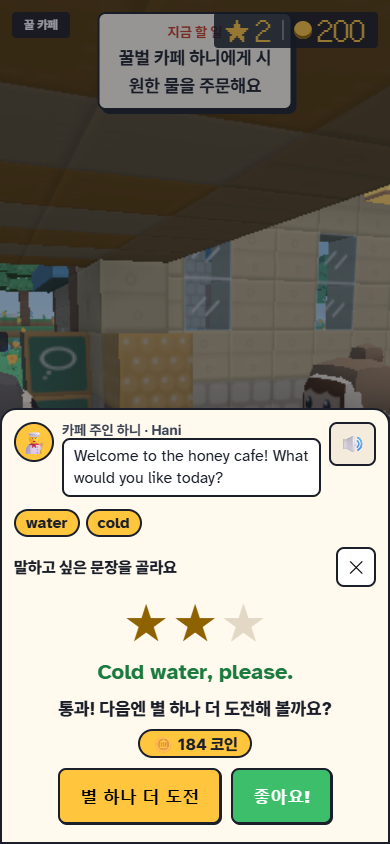 꿀 카페
지금 할 일
2
200
꿀벌 카페 하니에게 시
원한 물을 주문해요
카페 주인 하니 · Hani
Welcome to the honey cafe! What
would you like today?
water cold
말하고 싶은 문장을 골라요
Cold water, please.
통과! 다음엔 별 하나 더 도전해 볼까요?
184 코인
별 하나 더 도전
좋아요!